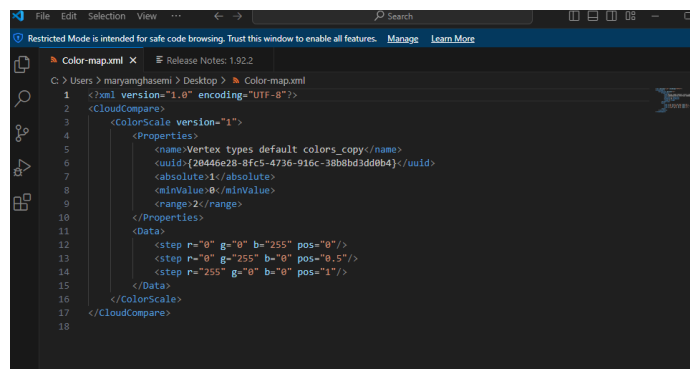 File Edit Selection View ··· ← → Search
Restricted Mode is intended for safe code browsing. Trust this window to enable all features. Manage Learn More
Color-map.xml × Release Notes: 1.92.2
C: > Users > maryamghasemi > Desktop > Color-map.xml
1 <?xml version="1.0" encoding="UTF-8"?>
2 <CloudCompare>
3 <ColorScale version="1">
4 <Properties>
5 <name>Vertex types default colors_copy</name>
6 <uuid>{20446e28-8fc5-4736-916c-38b8bd3dd0b4}</uuid>
7 <absolute>1</absolute>
8 <minValue>0</minValue>
9 <range>2</range>
10 </Properties>
11 <Data>
12 <step r="0" g="0" b="255" pos="0"/>
13 <step r="0" g="255" b="0" pos="0.5"/>
14 <step r="255" g="0" b="0" pos="1"/>
15 </Data>
16 </ColorScale>
17 </CloudCompare>
18